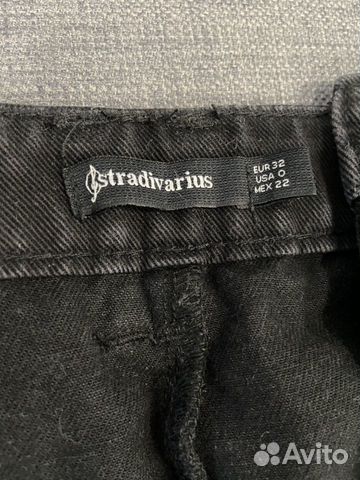 stradivarius
EUR 32
USA 0
MEX 22
Avito